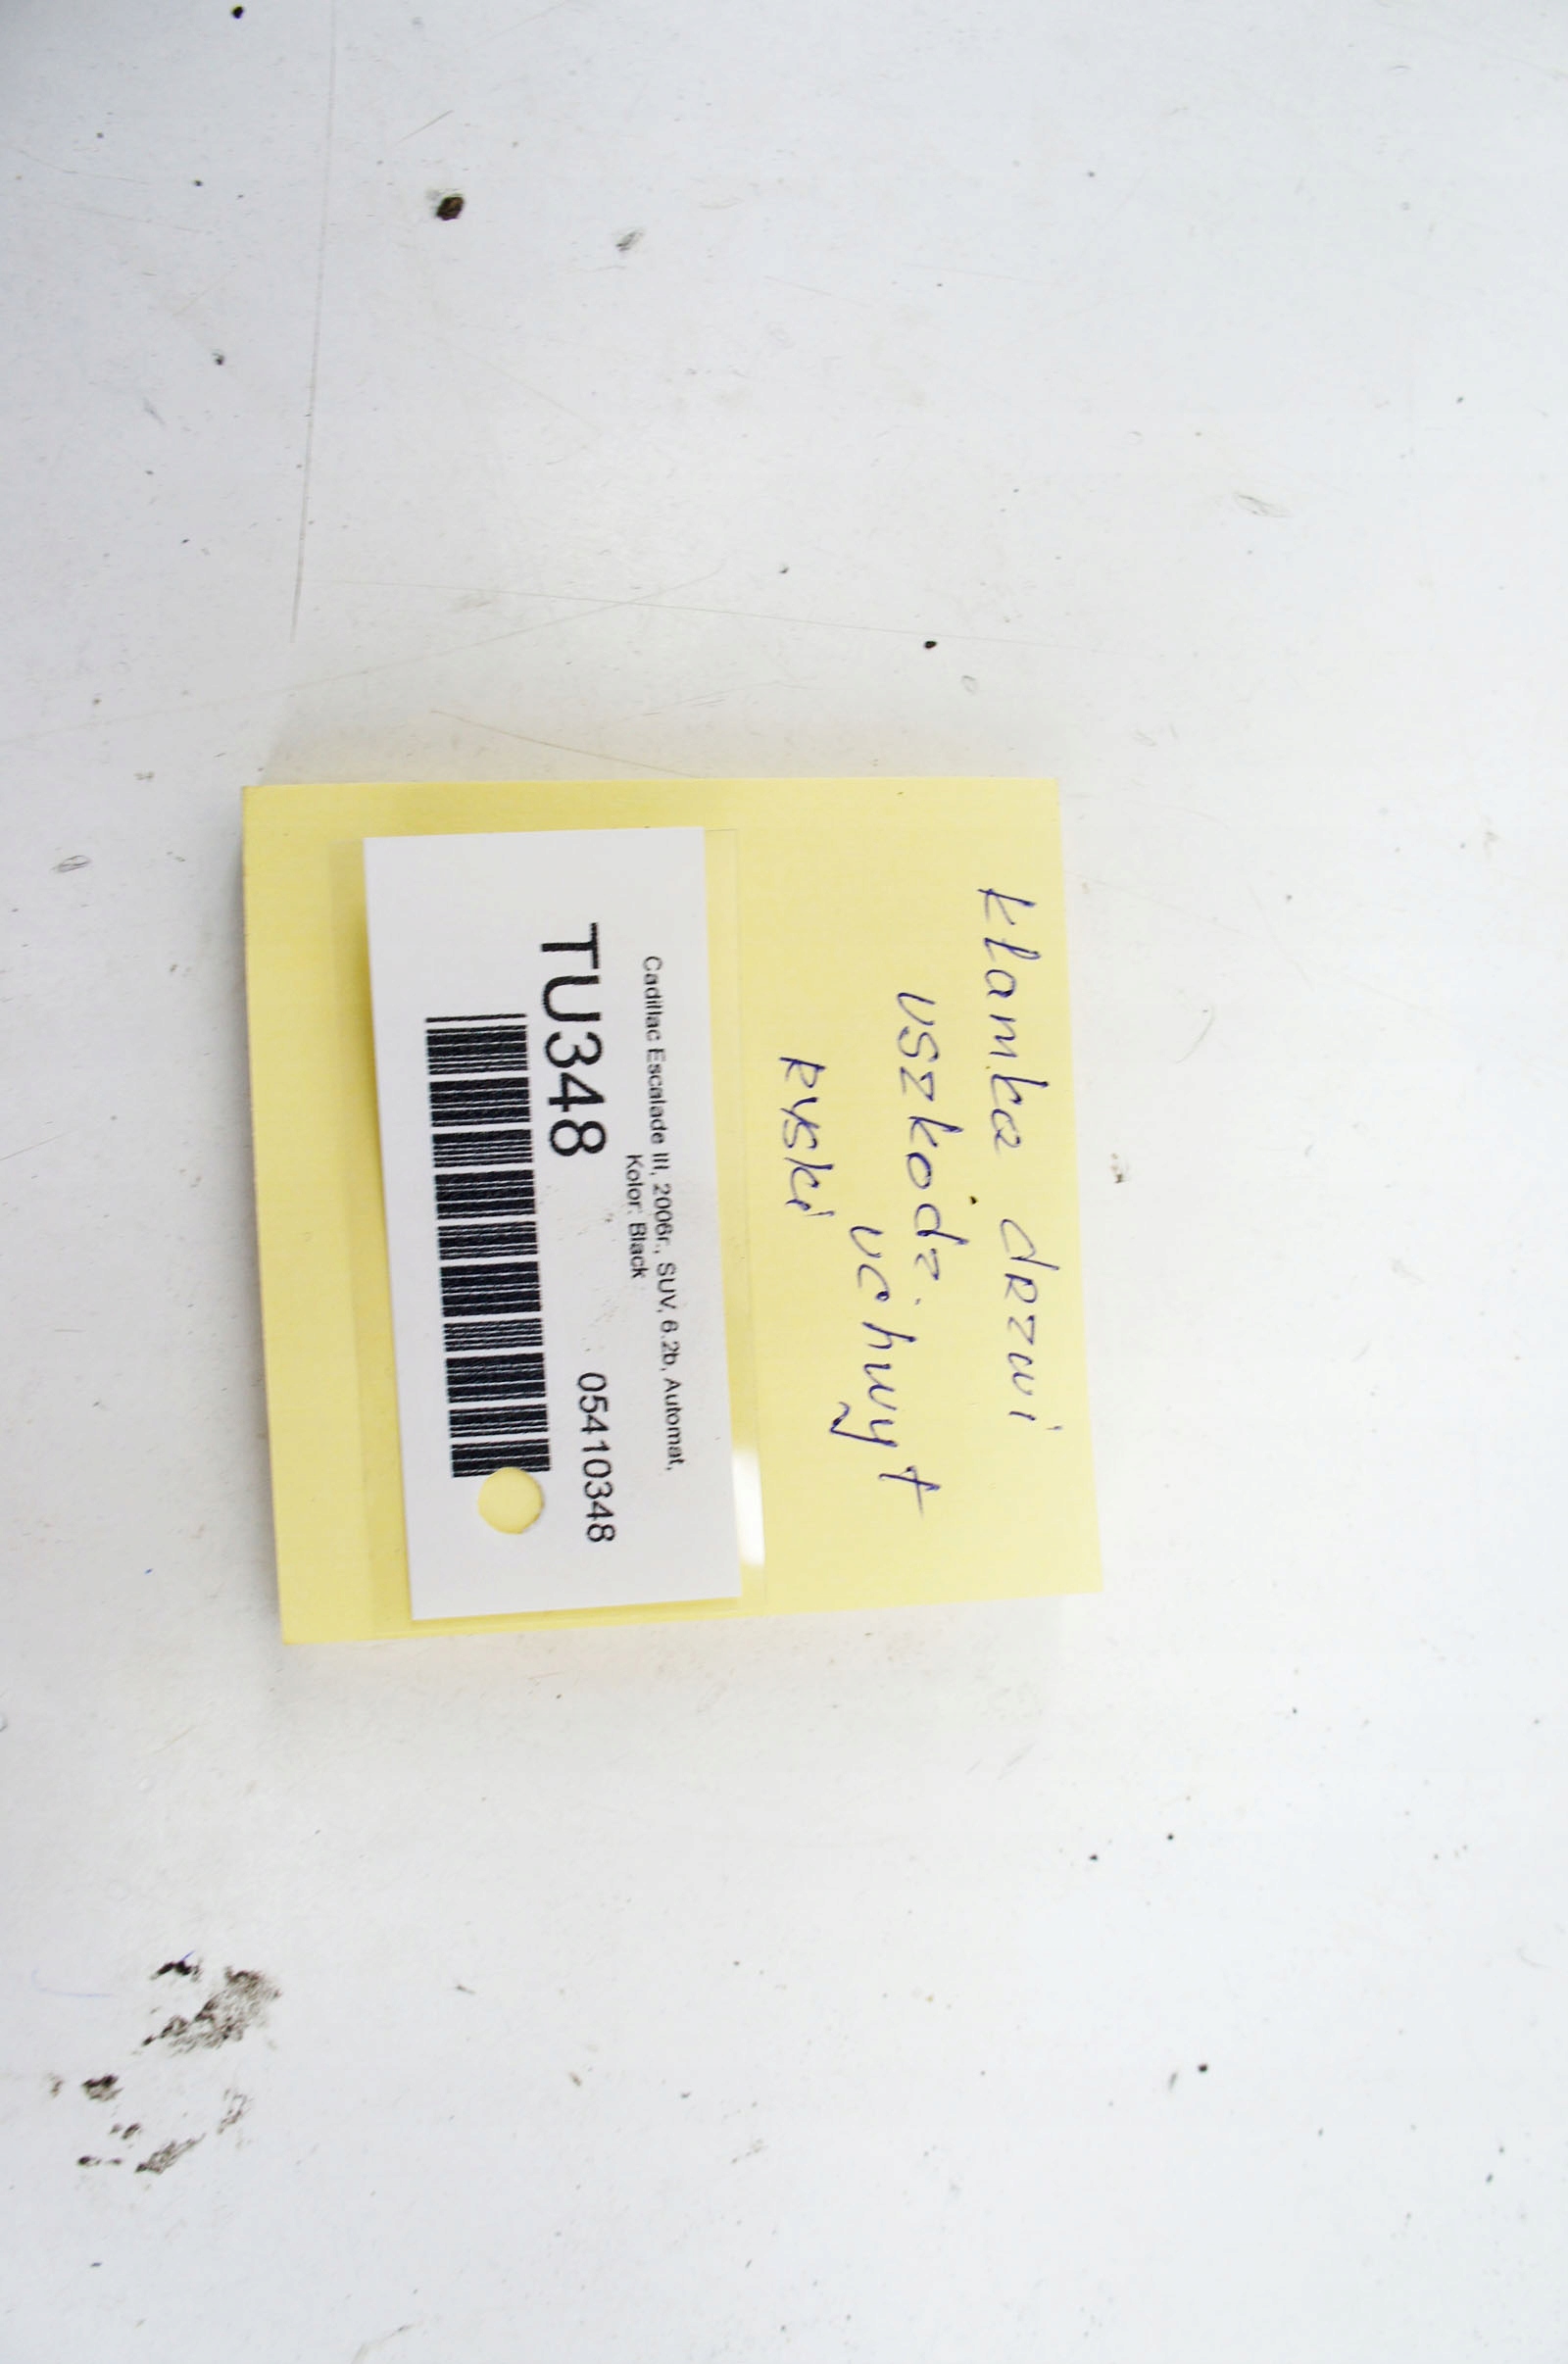 klamka drzwi
uszkodz.
uchwyt
ryski
Cadillac Escalade III, 2006r., SUV, 6.2b, Automat,
Kolor: Black
TU348 05410348